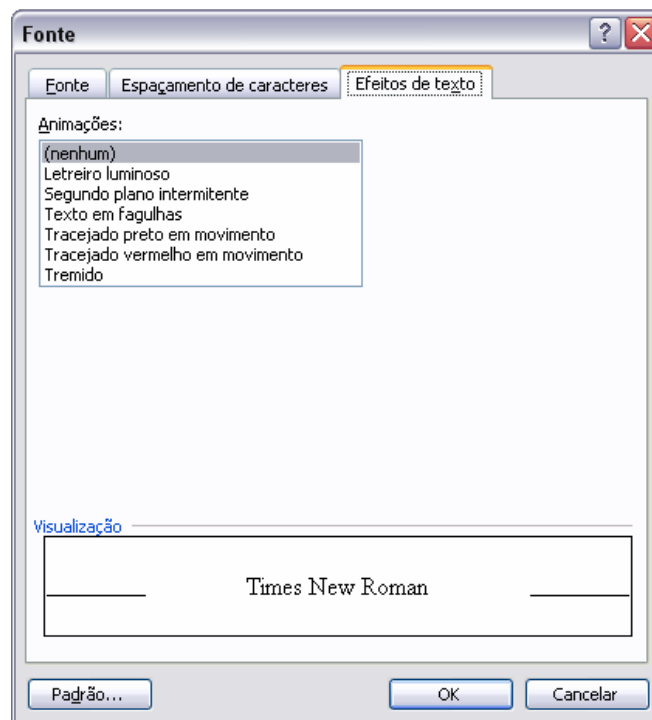 Fonte
Fonte Espaçamento de caracteres Efeitos de texto
Animações:
(nenhum)
Letreiro luminoso
Segundo plano intermitente
Texto em fagulhas
Tracejado preto em movimento
Tracejado vermelho em movimento
Tremido
Visualização
Times New Roman
Padrão... OK Cancelar